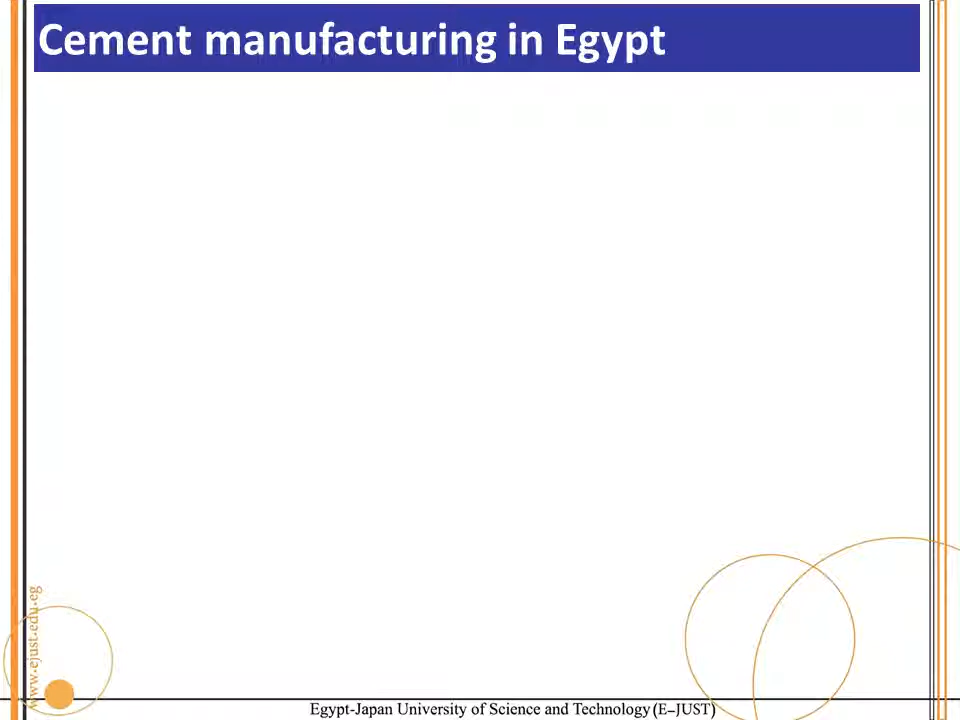 Cement manufacturing in Egypt
www.ejust.edu.eg
Egypt-Japan University of Science and Technology (E-JUST)